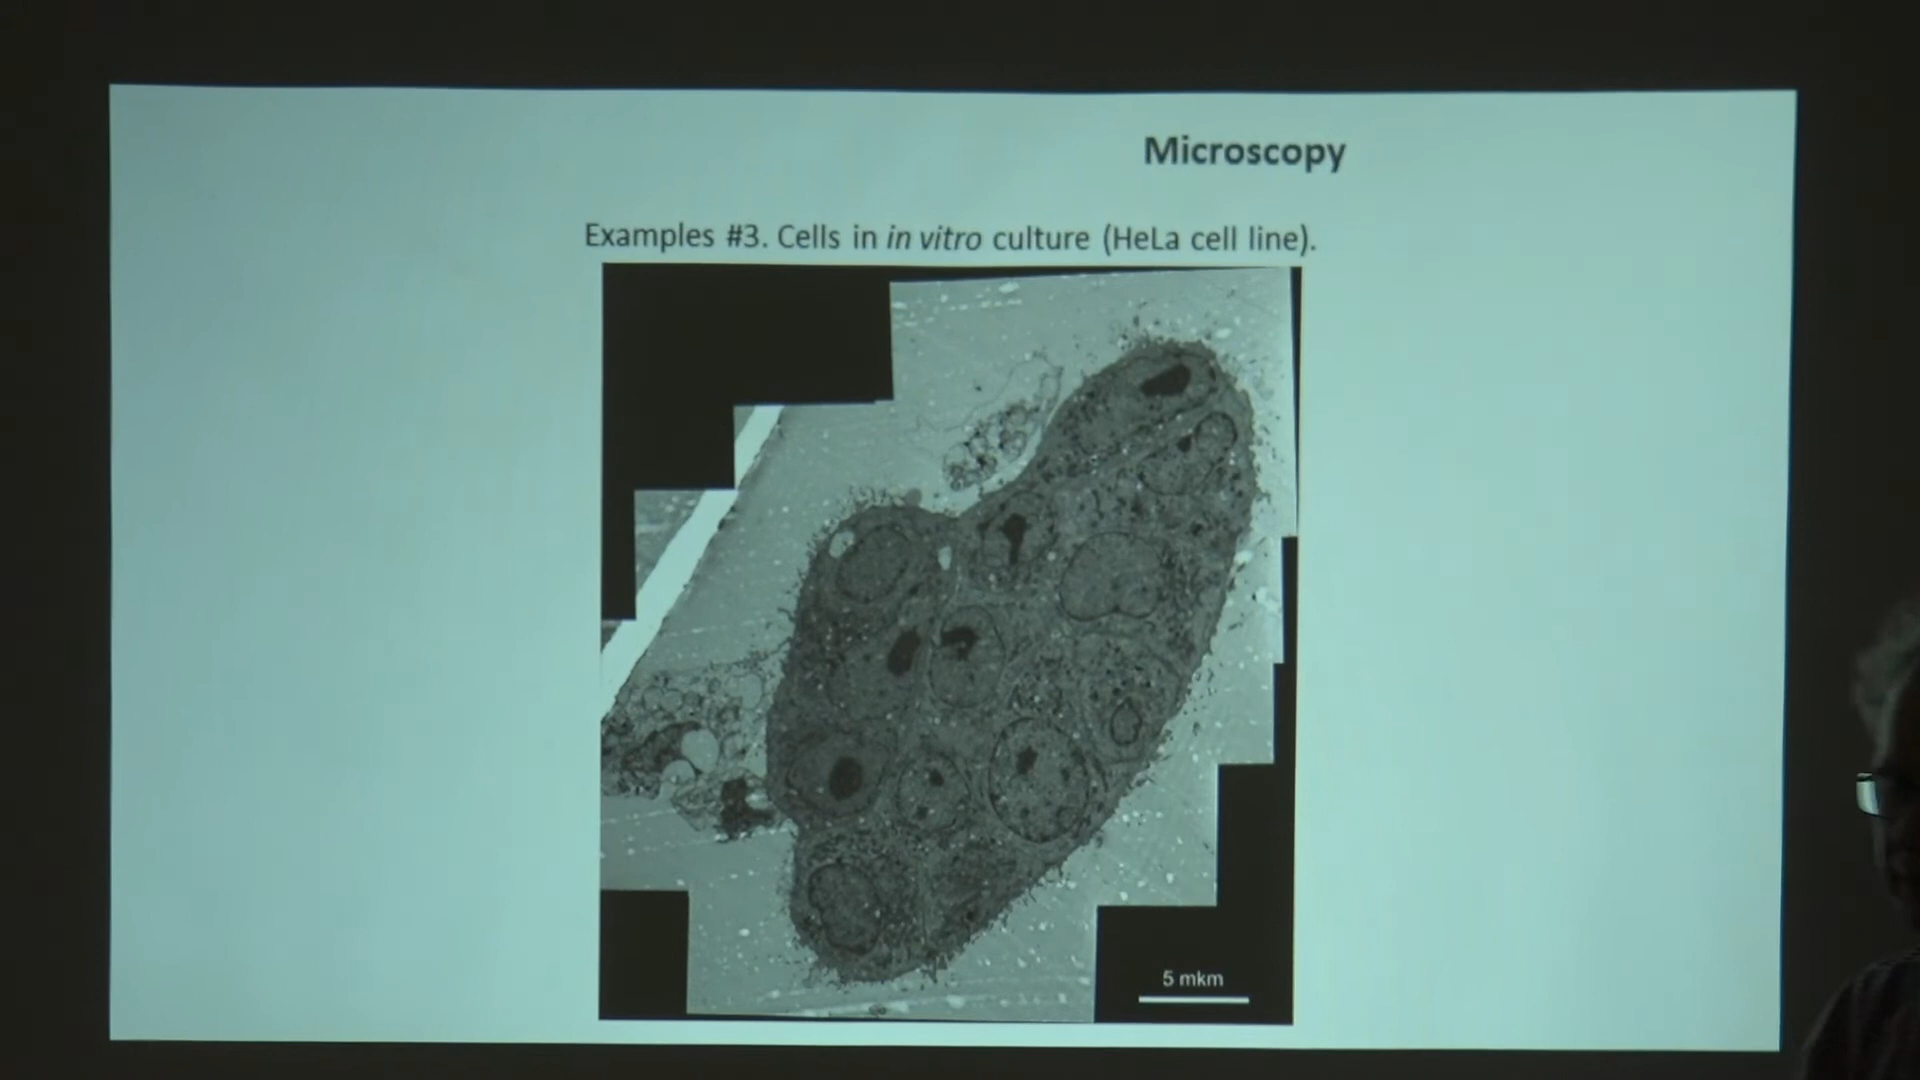 Microscopy
Examples #3. Cells in in vitro culture (HeLa cell line).
5 mkm